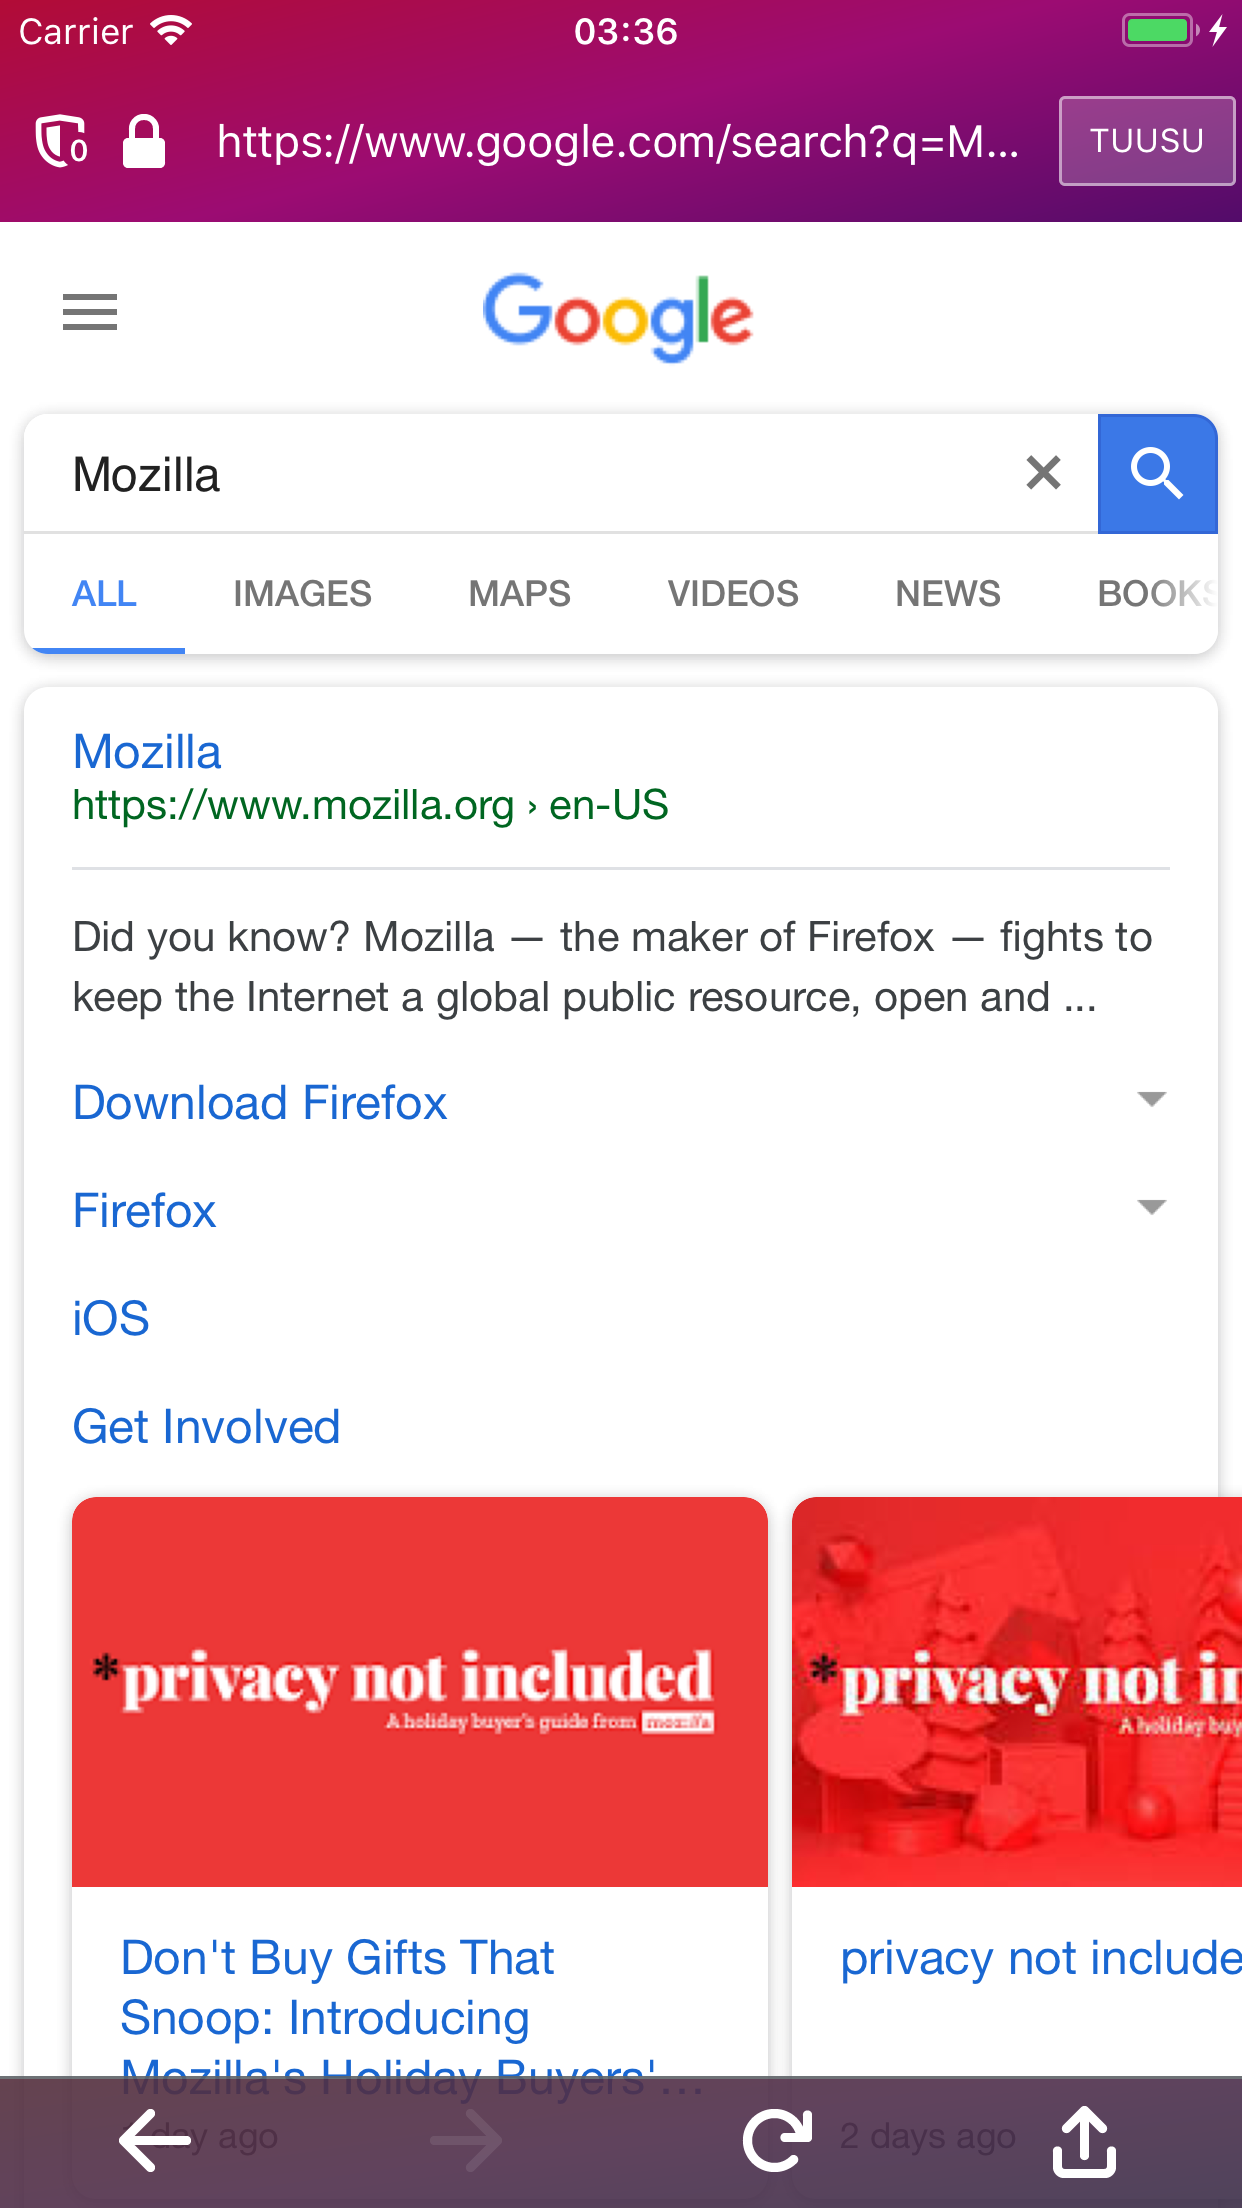 Carrier 03:36
0 https://www.google.com/search?q=M... TUUSU
Google
Mozilla
ALL IMAGES MAPS VIDEOS NEWS BOOKS
Mozilla
https://www.mozilla.org › en-US
Did you know? Mozilla — the maker of Firefox — fights to
keep the Internet a global public resource, open and ...
Download Firefox
Firefox
iOS
Get Involved
*privacy not included
A holiday buyer's guide from mozilla
*privacy not in
A holiday buy
Don't Buy Gifts That
Snoop: Introducing
Mozilla's Holiday Buyers'...
privacy not include
day ago
2 days ago